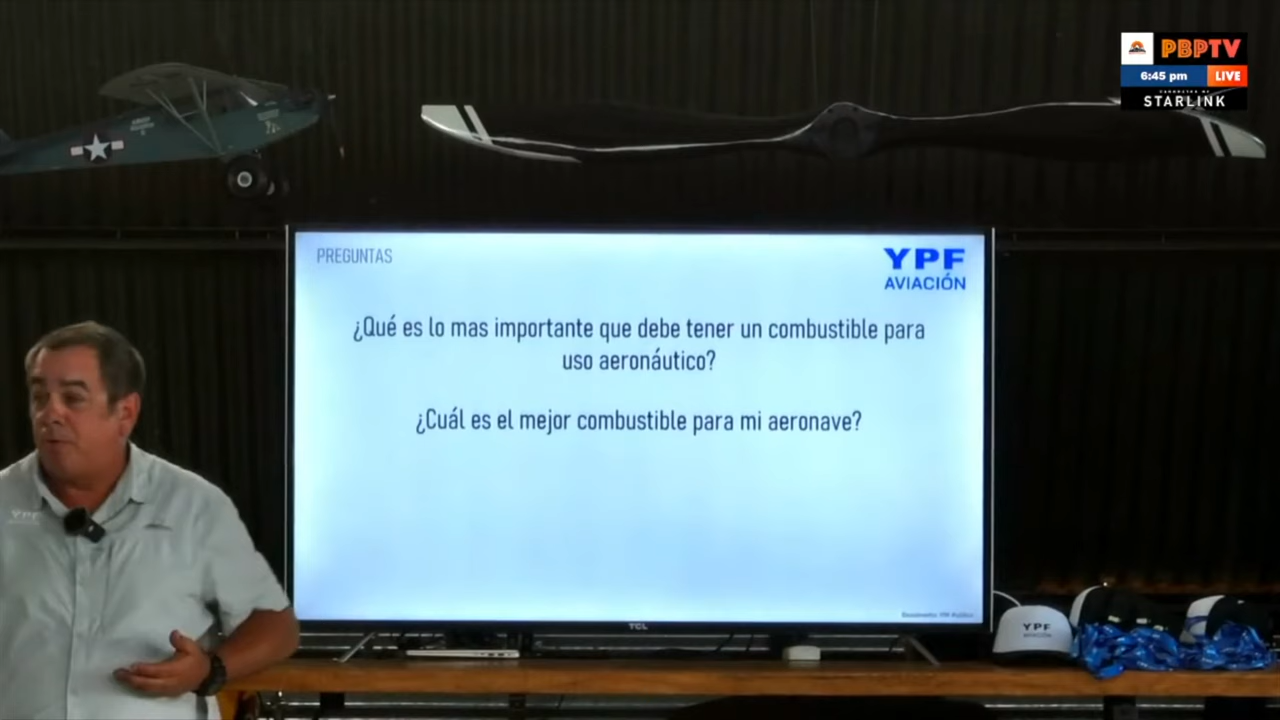 PBPTV
6:45 pm LIVE
STARLINK
PREGUNTAS
YPF
AVIACIÓN
¿Qué es lo mas importante que debe tener un combustible para
uso aeronáutico?
¿Cuál es el mejor combustible para mi aeronave?
TCL
YPF
YPF
AVIACIÓN